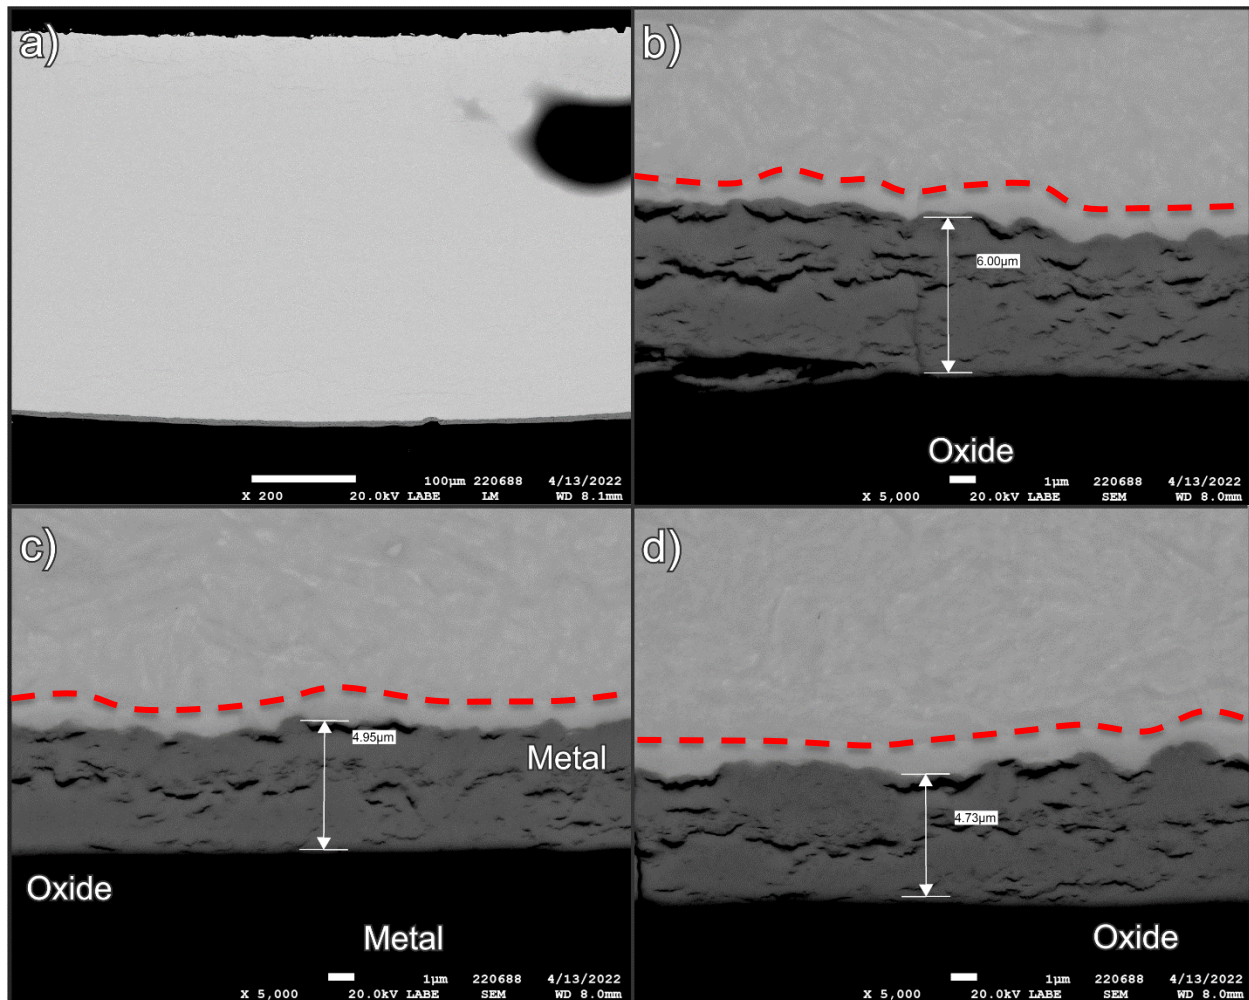 a)
100μm 220688 4/13/2022
X 200 20.0kV LABE LM WD 8.1mm
b)
6.00μm
Oxide
1μm 220688 4/13/2022
X 5,000 20.0kV LABE SEM WD 8.0mm
c)
4.95μm
Metal
Oxide
Metal
1μm 220688 4/13/2022
X 5,000 20.0kV LABE SEM WD 8.0mm
d)
4.73μm
Oxide
1μm 220688 4/13/2022
X 5,000 20.0kV LABE SEM WD 8.0mm